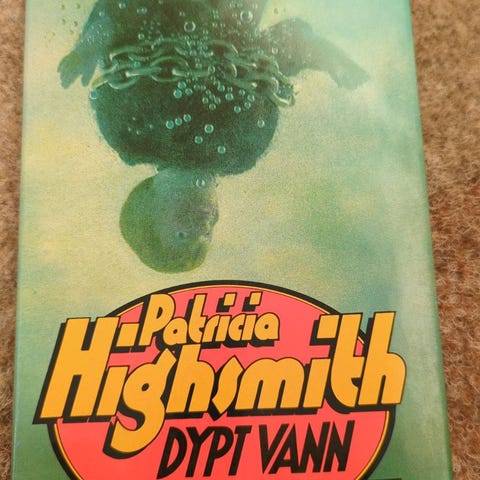 Patricia
Highsmith
DYPT VANN